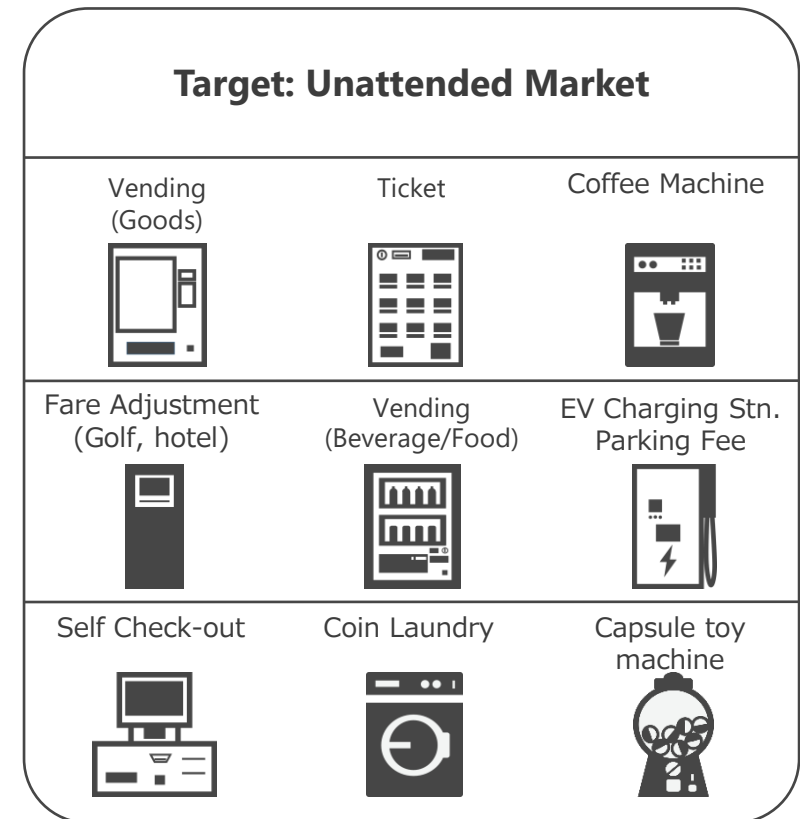 Target: Unattended Market
Vending
(Goods)
Ticket
Coffee Machine
Fare Adjustment
(Golf, hotel)
Vending
(Beverage/Food)
EV Charging Stn.
Parking Fee
Self Check-out
Coin Laundry
Capsule toy
machine